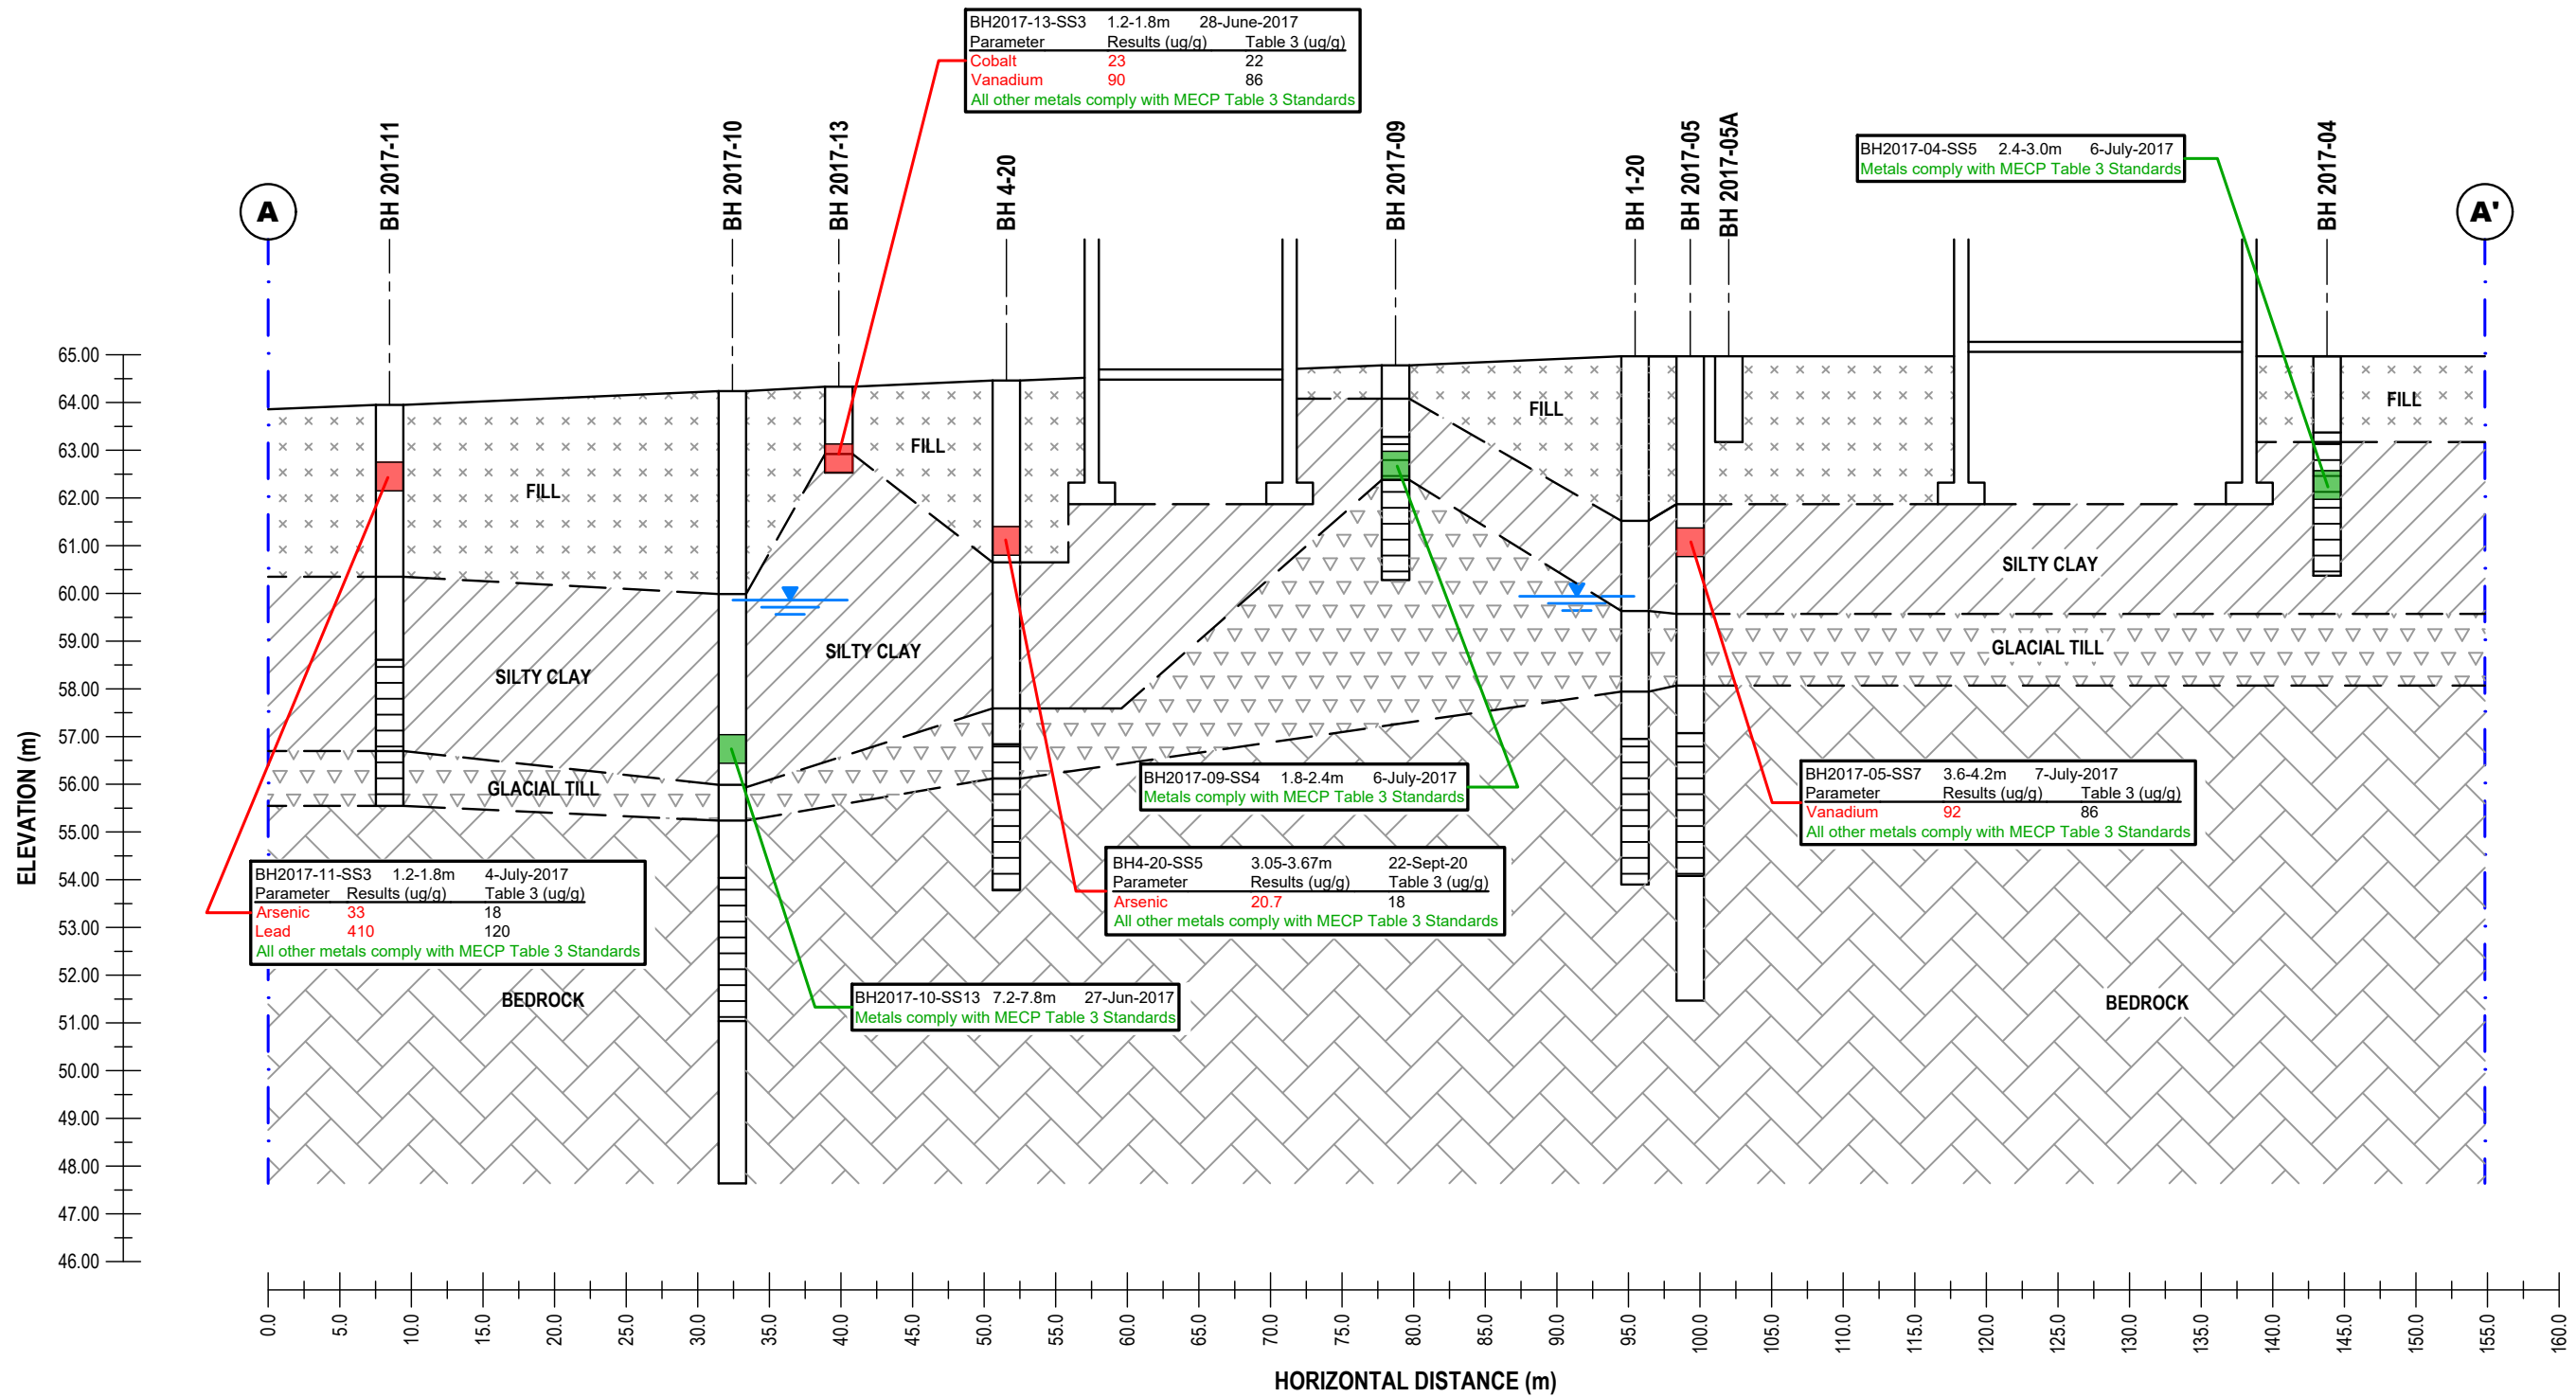 BH2017-13-SS3 1.2-1.8m 28-June-2017
Parameter Results (ug/g) Table 3 (ug/g)
Cobalt 23 22
Vanadium 90 86
All other metals comply with MECP Table 3 Standards
BH 2017-11
BH 2017-10
BH 2017-13
BH 4-20
BH 2017-09
BH 1-20
BH 2017-05
BH 2017-05A
BH 2017-04
BH2017-04-SS5 2.4-3.0m 6-July-2017
Metals comply with MECP Table 3 Standards
A
A'
65.00
64.00
63.00
62.00
61.00
60.00
59.00
58.00
57.00
56.00
55.00
54.00
53.00
52.00
51.00
50.00
49.00
48.00
47.00
46.00
ELEVATION (m)
FILL
FILL
FILL
FILL
SILTY CLAY
SILTY CLAY
SILTY CLAY
GLACIAL TILL
GLACIAL TILL
BEDROCK
BEDROCK
BH2017-09-SS4 1.8-2.4m 6-July-2017
Metals comply with MECP Table 3 Standards
BH2017-05-SS7 3.6-4.2m 7-July-2017
Parameter Results (ug/g) Table 3 (ug/g)
Vanadium 92 86
All other metals comply with MECP Table 3 Standards
BH2017-11-SS3 1.2-1.8m 4-July-2017
Parameter Results (ug/g) Table 3 (ug/g)
Arsenic 33 18
Lead 410 120
All other metals comply with MECP Table 3 Standards
BH4-20-SS5 3.05-3.67m 22-Sept-20
Parameter Results (ug/g) Table 3 (ug/g)
Arsenic 20.7 18
All other metals comply with MECP Table 3 Standards
BH2017-10-SS13 7.2-7.8m 27-Jun-2017
Metals comply with MECP Table 3 Standards
0.0
5.0
10.0
15.0
20.0
25.0
30.0
35.0
40.0
45.0
50.0
55.0
60.0
65.0
70.0
75.0
80.0
85.0
90.0
95.0
100.0
105.0
110.0
115.0
120.0
125.0
130.0
135.0
140.0
145.0
150.0
155.0
160.0
HORIZONTAL DISTANCE (m)